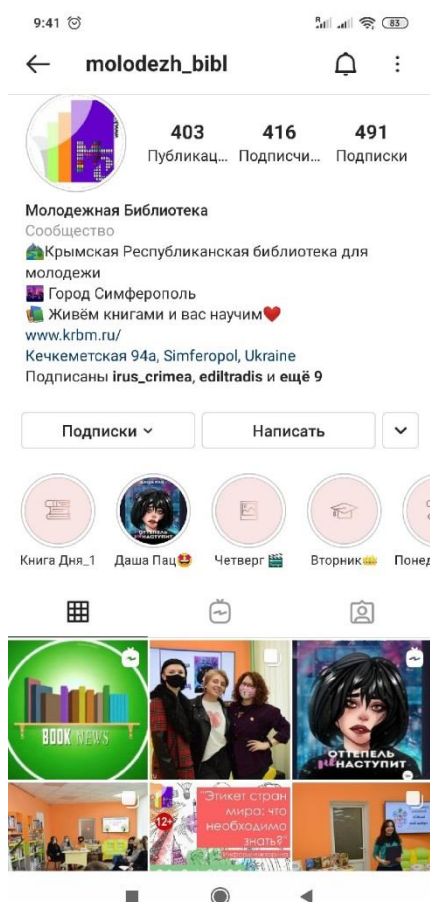 9:41
83
molodezh_bibl
403 416 491
Публикац... Подписчи... Подписки
Молодежная Библиотека
Сообщество
Крымская Республиканская библиотека для
молодежи
Город Симферополь
Живём книгами и вас научим
www.krbm.ru/
Кечкеметская 94а, Simferopol, Ukraine
Подписаны irus_crimea, ediltradis и ещё 9
Подписки
Написать
Книга Дня_1 Даша Пац Четверг Вторник Понед
BOOK NEWS
ОТТЕПЕЛЬ
НЕ НАСТУПИТ
12+
Этикет стран
мира: что
необходимо
знать?"